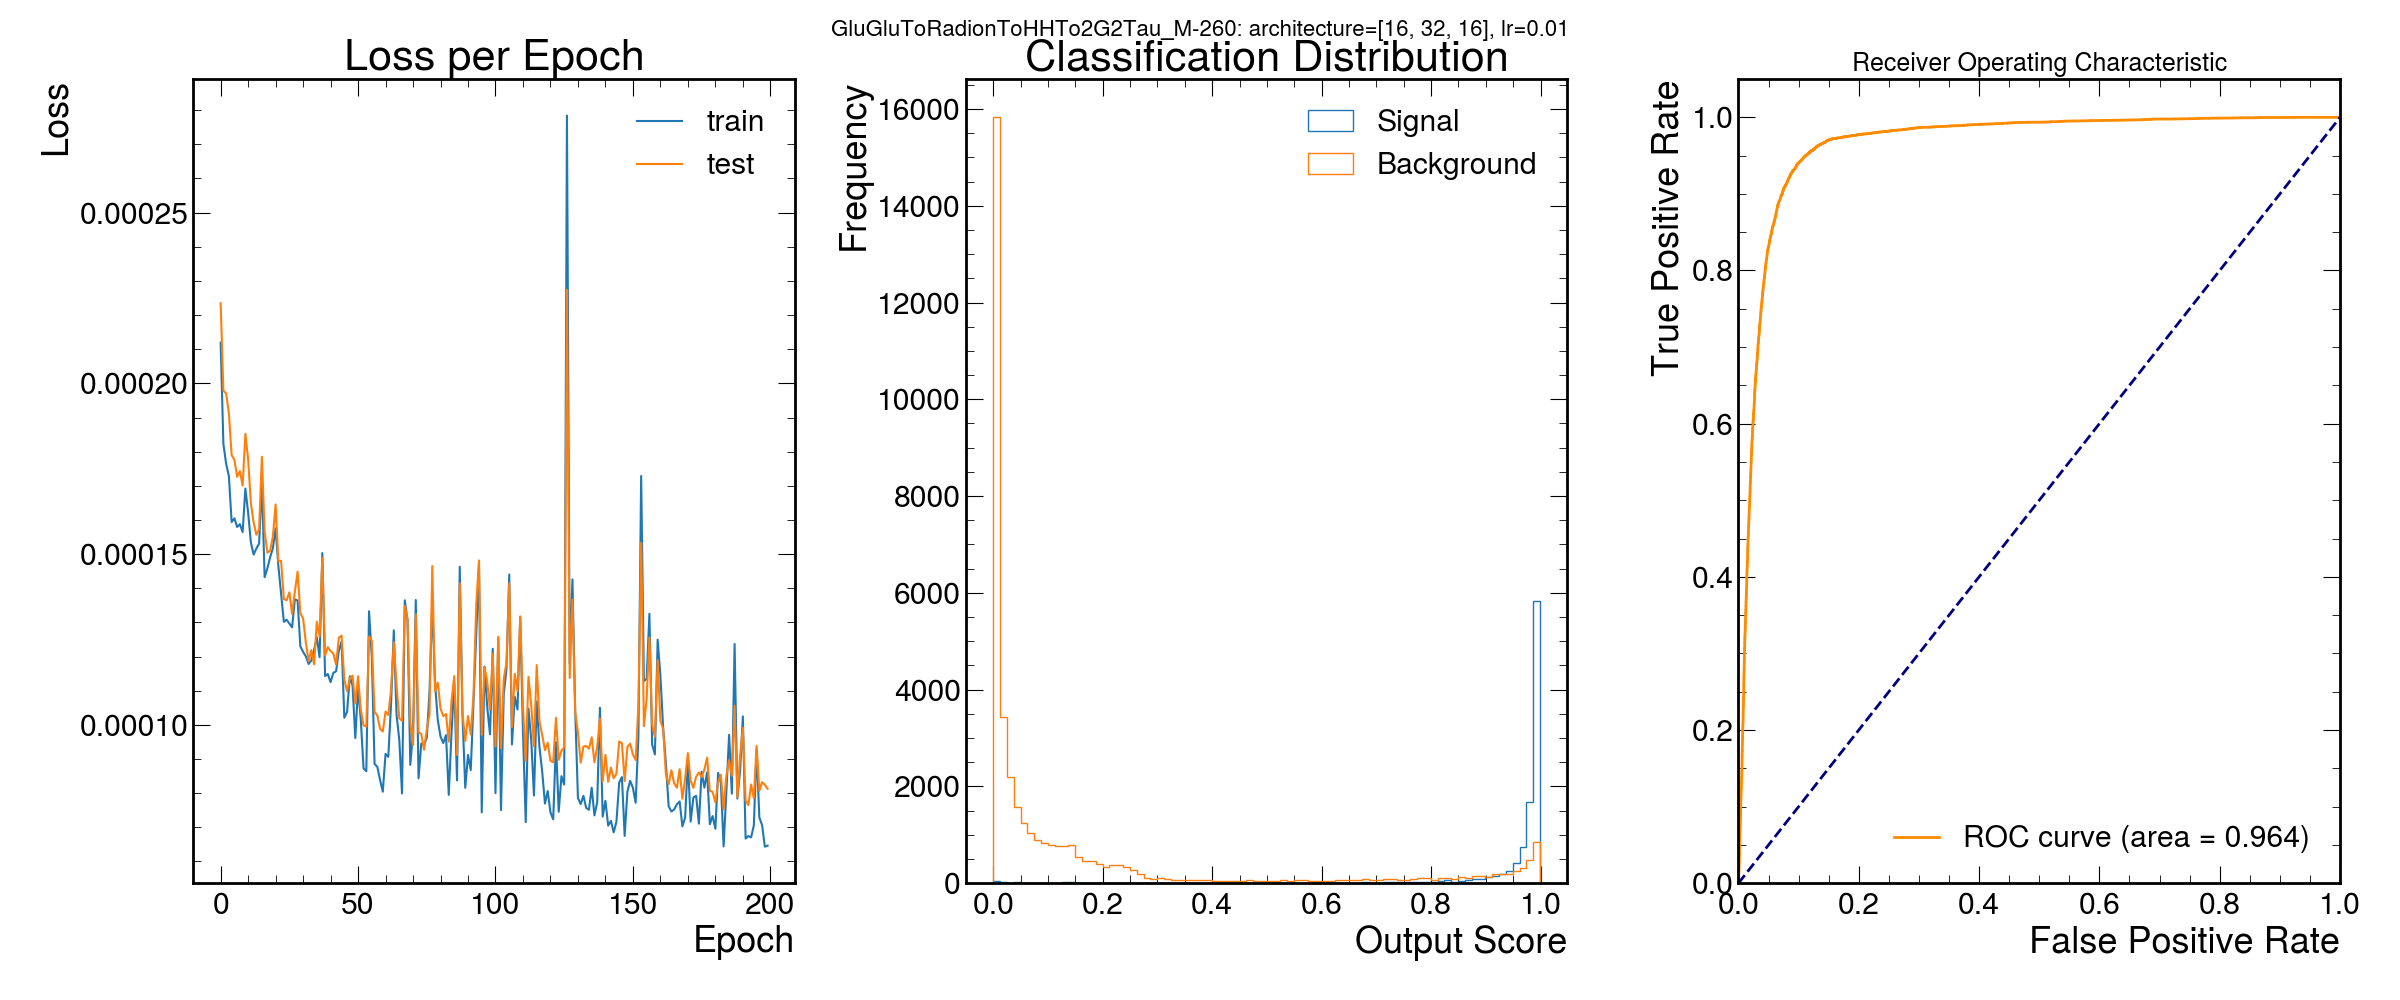 GluGluToRadionToHHTo2G2Tau_M-260: architecture=[16, 32, 16], lr=0.01
Loss per Epoch
Loss
train
test
0.00025
0.00020
0.00015
0.00010
0 50 100 150 200
Epoch
Classification Distribution
Frequency
Signal
Background
16000
14000
12000
10000
8000
6000
4000
2000
0
0.0 0.2 0.4 0.6 0.8 1.0
Output Score
Receiver Operating Characteristic
True Positive Rate
1.0
0.8
0.6
0.4
0.2
0.0
ROC curve (area = 0.964)
0.0 0.2 0.4 0.6 0.8 1.0
False Positive Rate